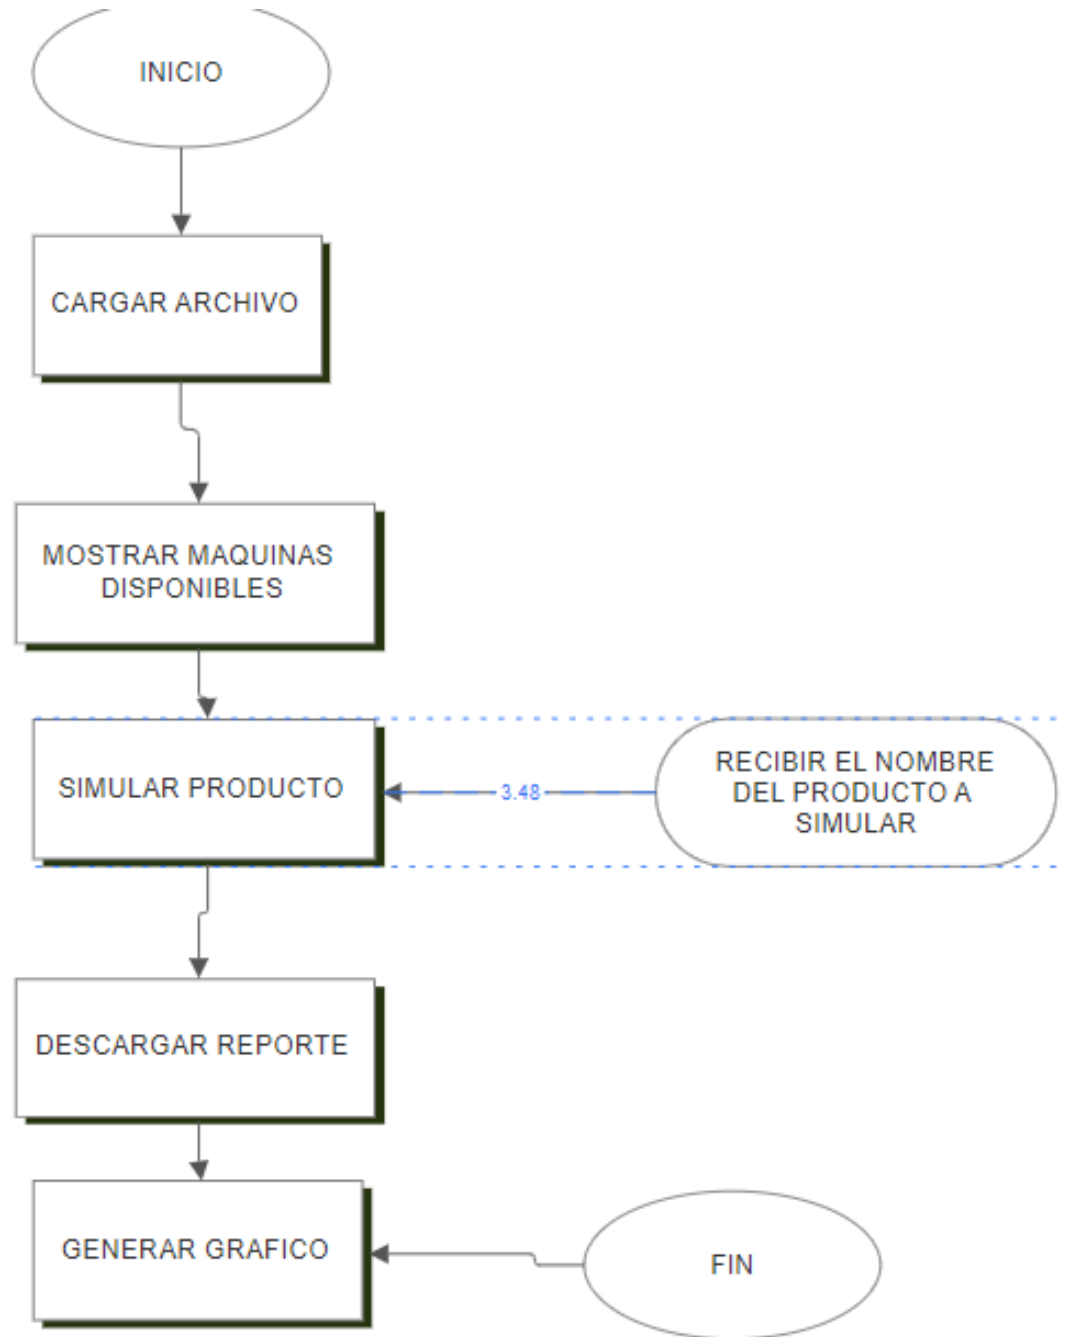 INICIO
CARGAR ARCHIVO
MOSTRAR MAQUINAS
DISPONIBLES
SIMULAR PRODUCTO
3.48
RECIBIR EL NOMBRE
DEL PRODUCTO A
SIMULAR
DESCARGAR REPORTE
GENERAR GRAFICO
FIN